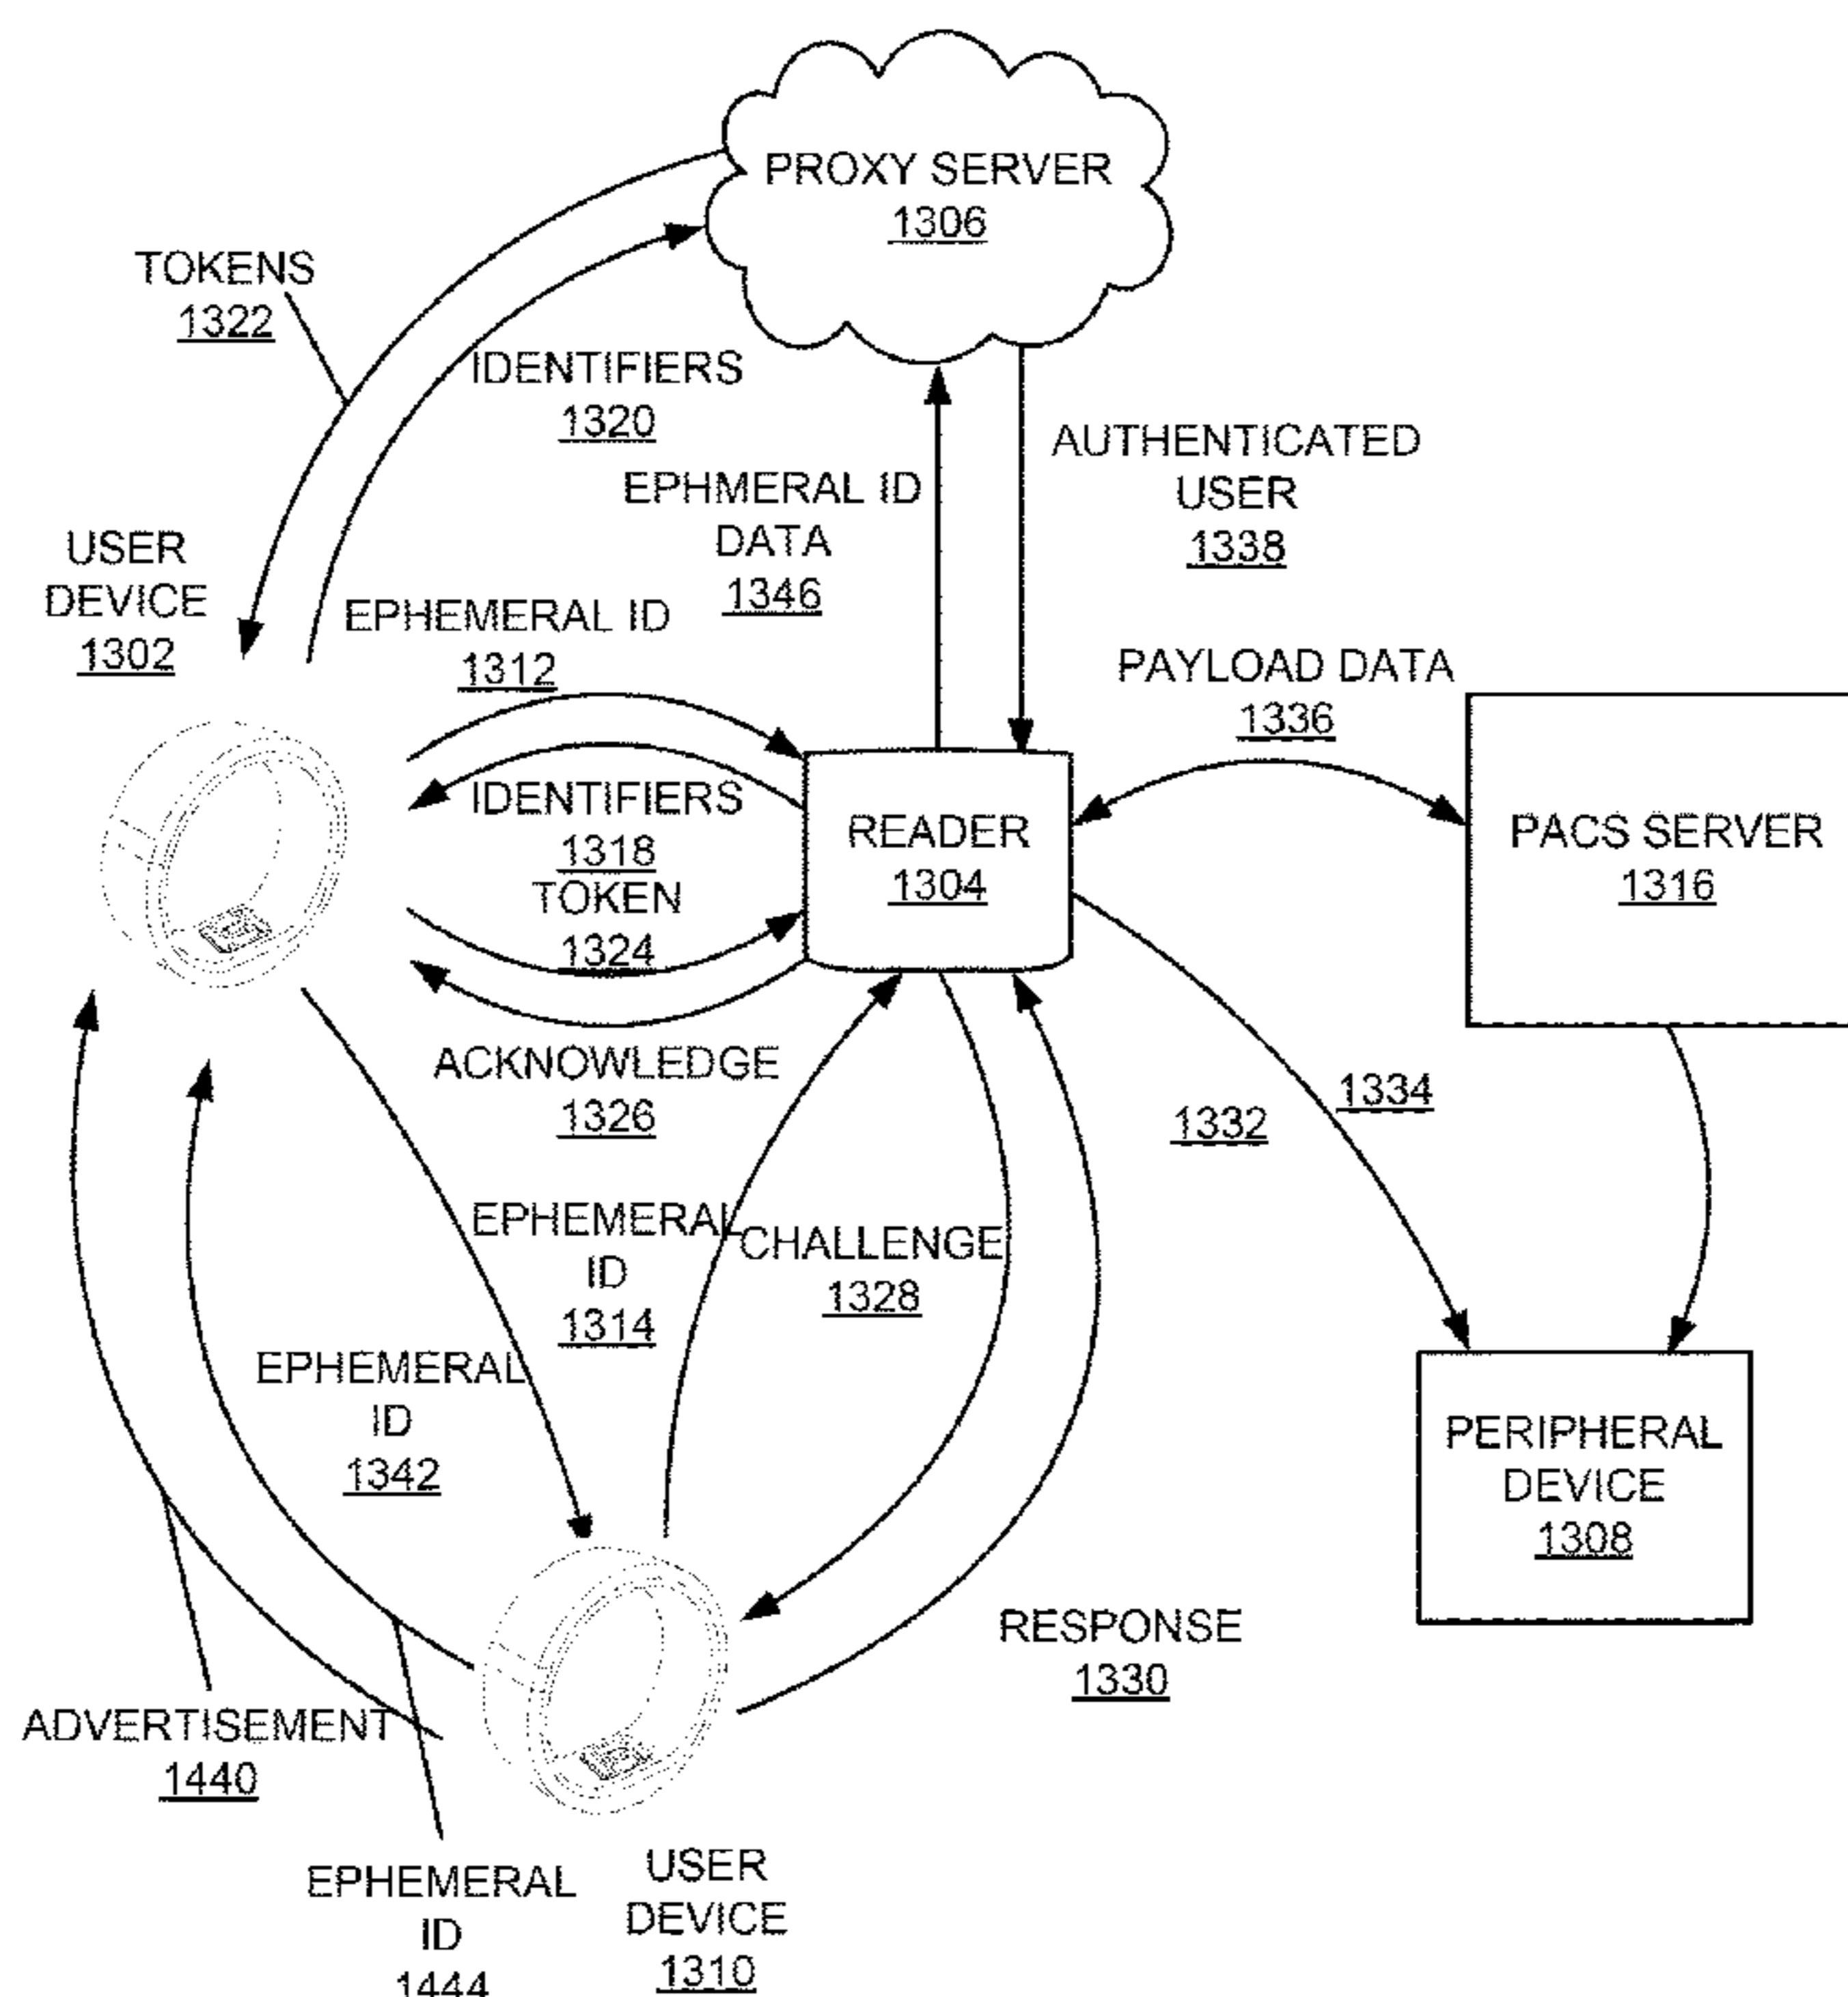 PROXY SERVER
1306
TOKENS
1322
IDENTIFIERS
1320
AUTHENTICATED
USER
1338
EPHMERAL ID
DATA
1346
USER
DEVICE
1302
EPHEMERAL ID
1312
PAYLOAD DATA
1336
IDENTIFIERS
1318
READER
1304
PACS SERVER
1316
TOKEN
1324
ACKNOWLEDGE
1326
1332
1334
EPHEMERAL
ID
1314
CHALLENGE
1328
EPHEMERAL
ID
1342
PERIPHERAL
DEVICE
1308
RESPONSE
1330
ADVERTISEMENT
1440
EPHEMERAL
ID
1444
USER
DEVICE
1310